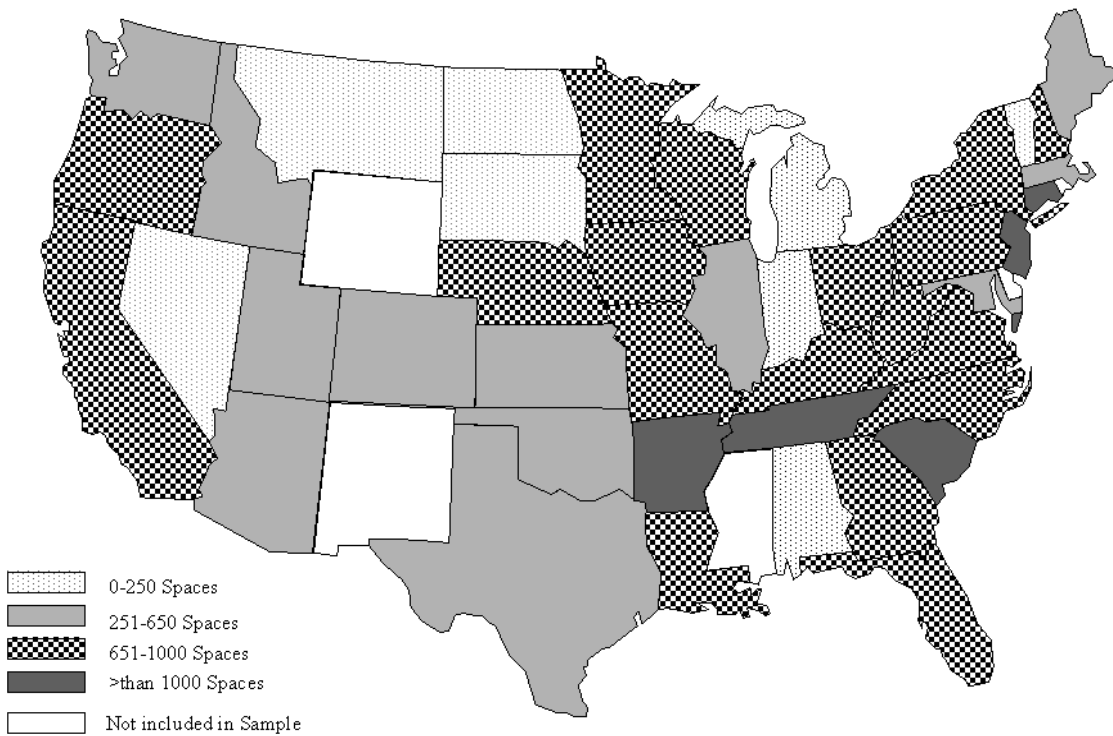 0-250 Spaces
251-650 Spaces
651-1000 Spaces
>than 1000 Spaces
Not included in Sample